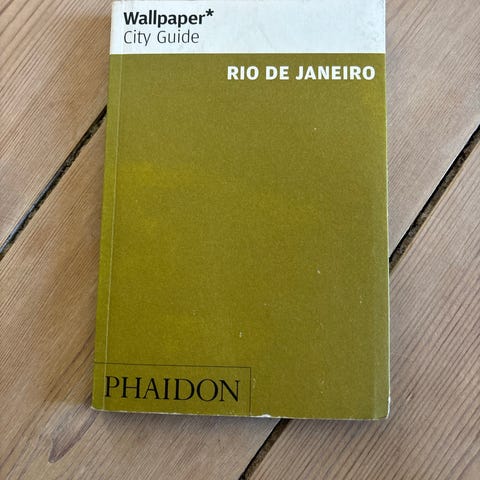 Wallpaper*
City Guide
RIO DE JANEIRO
PHAIDON